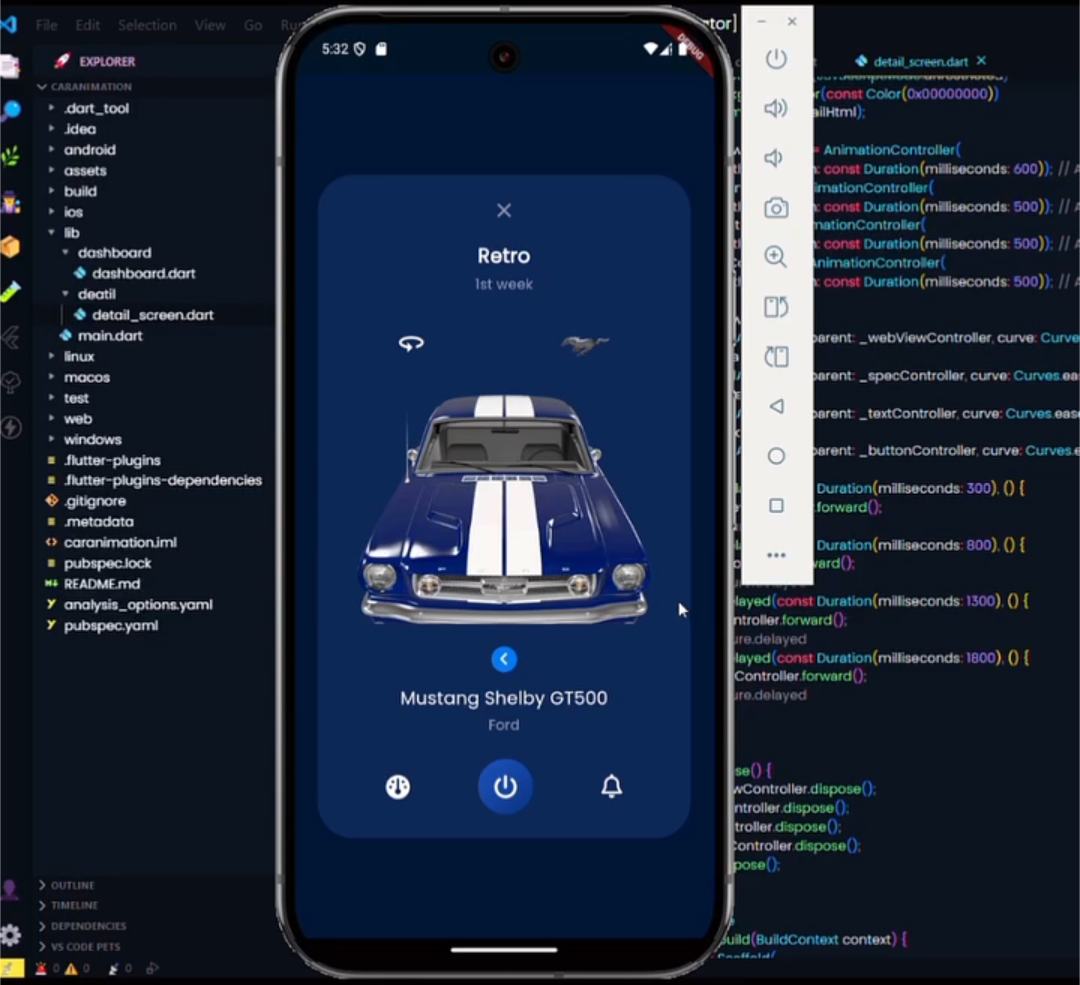 File Edit Selection View Go
EXPLORER
CARANIMATION
.dart_tool
.idea
android
assets
build
ios
lib
dashboard
dashboard.dart
deatil
detail_screen.dart
main.dart
linux
macos
test
web
windows
.flutter-plugins
.flutter-plugins-dependencies
.gitignore
.metadata
caranimation.iml
pubspec.lock
README.md
analysis_options.yaml
pubspec.yaml
OUTLINE
TIMELINE
DEPENDENCIES
VS CODE PETS
0 0 0
5:32
DEBUG
Retro
1st week
Mustang Shelby GT500
Ford
tor]
detail_screen.dart
r(const Color(0x00000000))
ailHtml);
= AnimationController(
: const Duration(milliseconds: 600)); // A
nimationController(
: const Duration(milliseconds: 500)); // A
mationController(
: const Duration(milliseconds: 500)); // A
AnimationController(
: const Duration(milliseconds: 500)); // A
parent: _webViewController, curve: Curve
parent: _specController, curve: Curves.eas
parent: _textController, curve: Curves.ease
parent: _buttonController, curve: Curves.e
Duration(milliseconds: 300), () {
.forward();
Duration(milliseconds: 800), () {
ward();
elayed(const Duration(milliseconds: 1300), () {
ntroller.forward();
ure.delayed
layed(const Duration(milliseconds: 1800), () {
Controller.forward();
ure.delayed
se() {
wController.dispose();
ntroller.dispose();
troller.dispose();
Controller.dispose();
pose();
build(BuildContext context) {